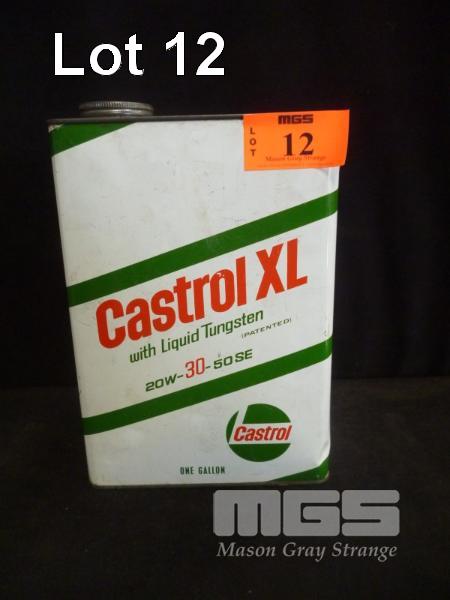 Lot 12
MGS
LOT
12
Mason Gray Strange
Castrol XL
with Liquid Tungsten
(PATENTED)
20W-30-50SE
Castrol
ONE GALLON
MGS
Mason Gray Strange